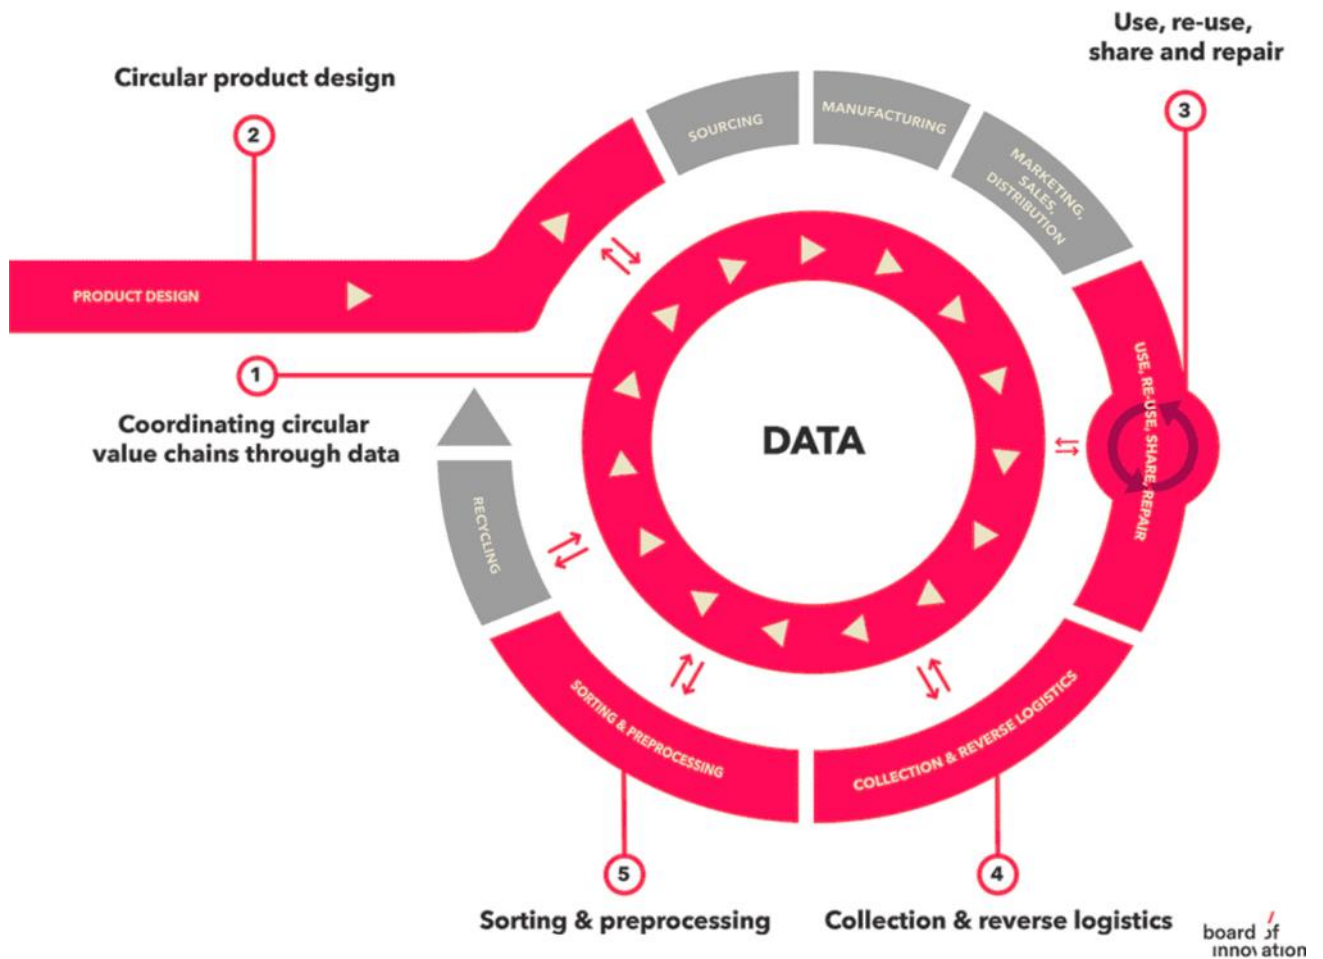 Use, re-use,
share and repair
3
Circular product design
2
SOURCING
MANUFACTURING
MARKETING,
SALES,
DISTRIBUTION
PRODUCT DESIGN
1
Coordinating circular
value chains through data
DATA
USE, RE-USE, SHARE, REPAIR
RECYCLING
SORTING & PREPROCESSING
COLLECTION & REVERSE LOGISTICS
5
4
Sorting & preprocessing
Collection & reverse logistics
board of
innovation